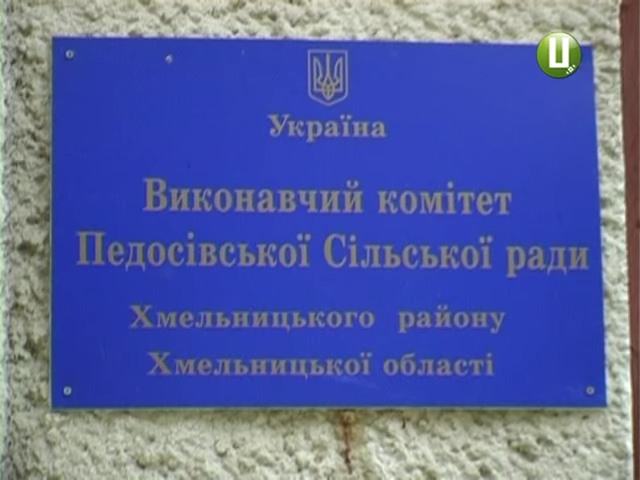 Ц
Україна
Виконавчий комітет
Педосівської Сільської ради
Хмельницького району
Хмельницької області